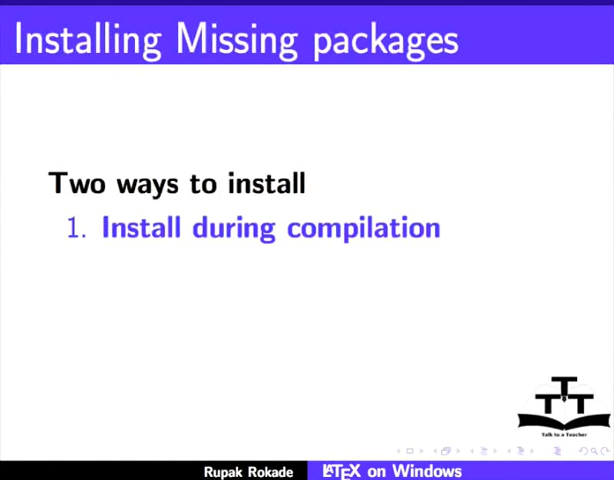 Installing Missing packages
Two ways to install
1. Install during compilation
T
T T
Talk to a Teacher
Rupak Rokade LATEX on Windows